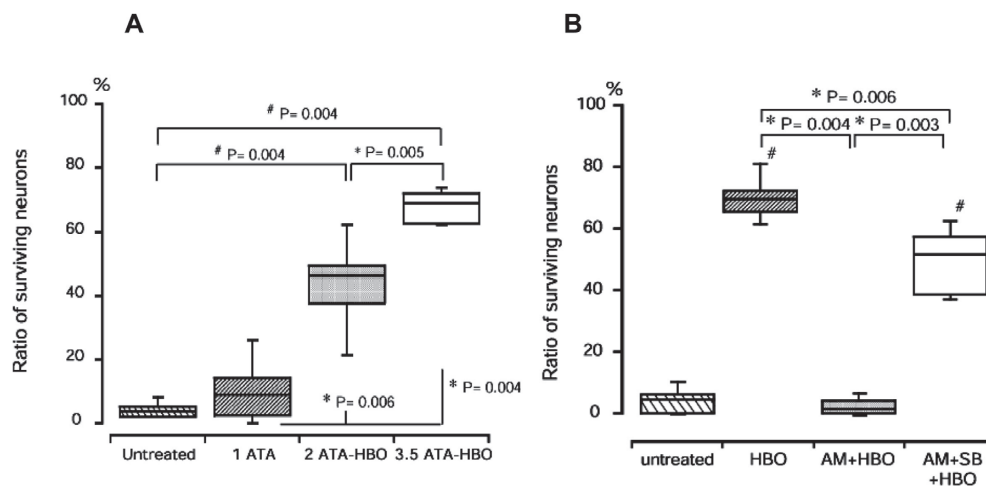 A
%
100
80
60
40
20
0
Ratio of surviving neurons
# P= 0.004
# P= 0.004
* P= 0.005
* P= 0.006
* P= 0.004
Untreated
1 ATA
2 ATA-HBO
3.5 ATA-HBO
B
%
100
80
60
40
20
0
Ratio of surviving neurons
* P= 0.006
* P= 0.004
* P= 0.003
#
#
untreated
HBO
AM+HBO
AM+SB
+HBO